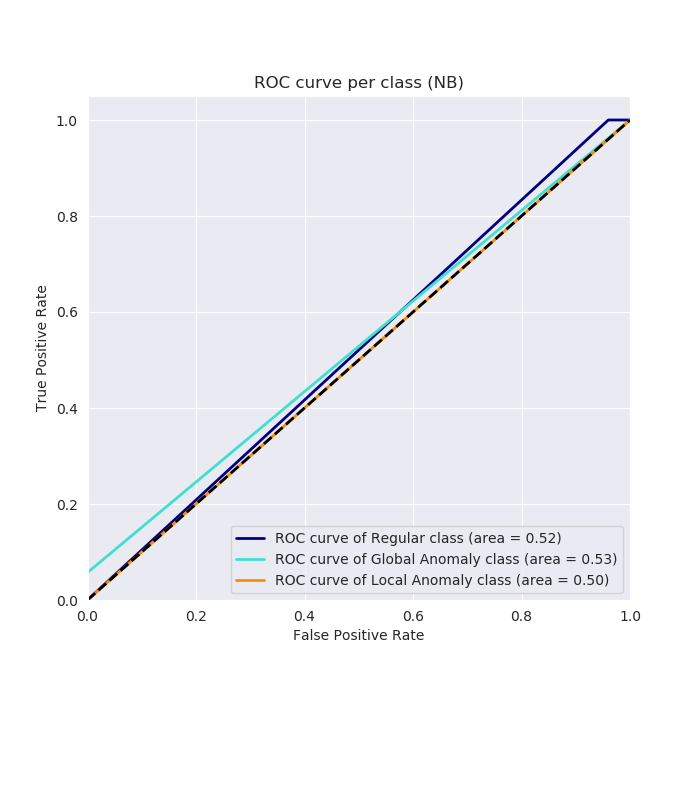 ROC curve per class (NB)
1.0
0.8
0.6
0.4
0.2
0.0
True Positive Rate
ROC curve of Regular class (area = 0.52)
ROC curve of Global Anomaly class (area = 0.53)
ROC curve of Local Anomaly class (area = 0.50)
0.0 0.2 0.4 0.6 0.8 1.0
False Positive Rate